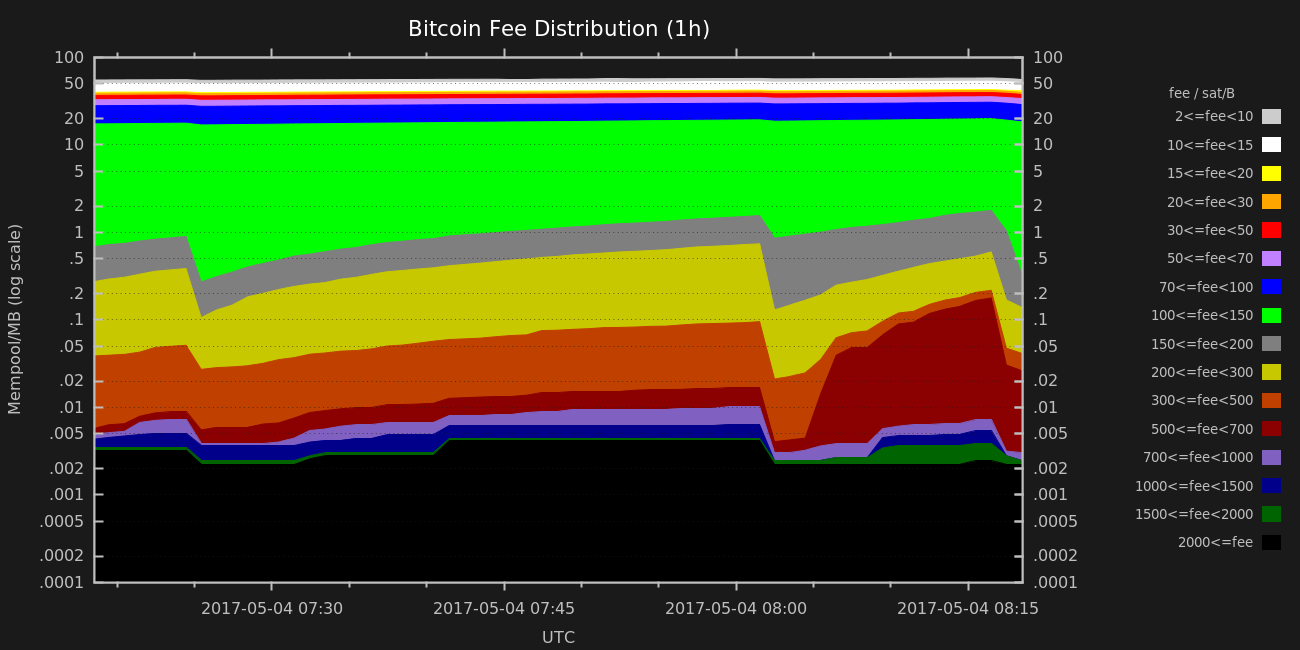 Bitcoin Fee Distribution (1h)
Mempool/MB (log scale)
100
50
20
10
5
2
1
.5
.2
.1
.05
.02
.01
.005
.002
.001
.0005
.0002
.0001
100
50
20
10
5
2
1
.5
.2
.1
.05
.02
.01
.005
.002
.001
.0005
.0002
.0001
2017-05-04 07:30 2017-05-04 07:45 2017-05-04 08:00 2017-05-04 08:15
UTC
fee / sat/B
2<=fee<10
10<=fee<15
15<=fee<20
20<=fee<30
30<=fee<50
50<=fee<70
70<=fee<100
100<=fee<150
150<=fee<200
200<=fee<300
300<=fee<500
500<=fee<700
700<=fee<1000
1000<=fee<1500
1500<=fee<2000
2000<=fee